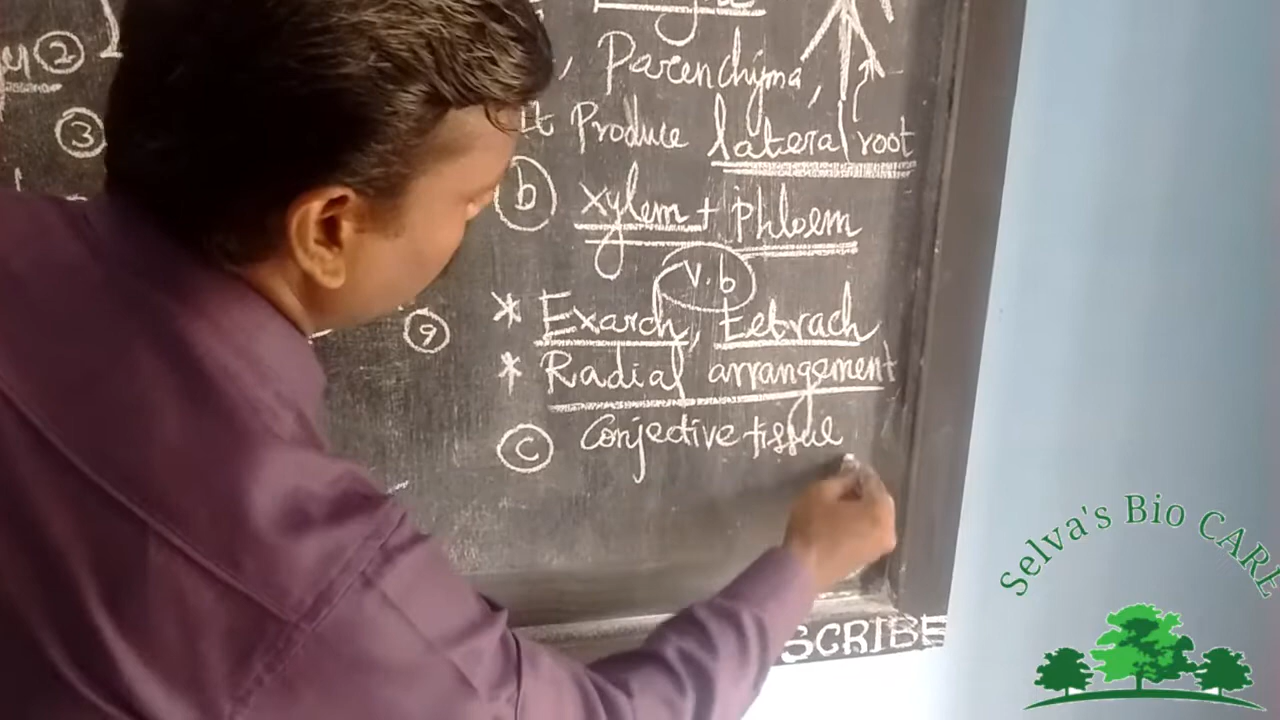 ②
③
, Parenchyma,
It Produce lateral root
ⓑ xylem + phloem
V.b
⑨
* Exarch, tetrach
* Radial arrangement
ⓒ Conjective tissue
SCRIBE
Selva's Bio CARE